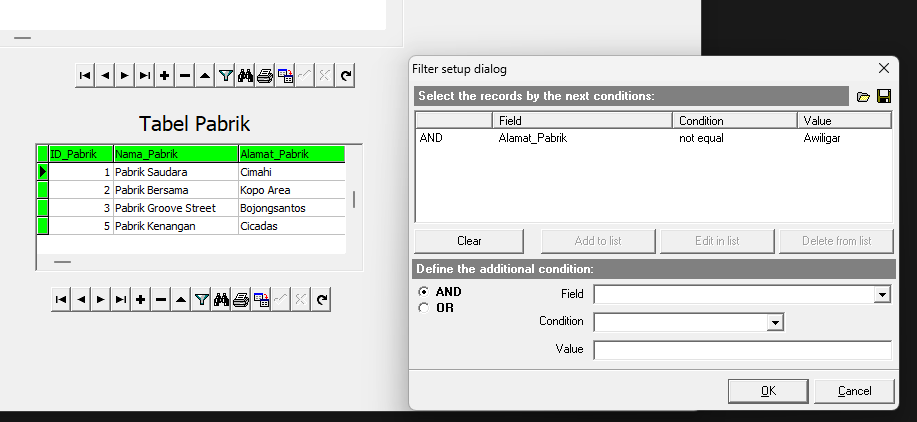 Tabel Pabrik
ID_Pabrik Nama_Pabrik Alamat_Pabrik
1 Pabrik Saudara Cimahi
2 Pabrik Bersama Kopo Area
3 Pabrik Groove Street Bojongsantos
5 Pabrik Kenangan Cicadas
Filter setup dialog
Select the records by the next conditions:
Field Condition Value
AND Alamat_Pabrik not equal Awiligar
Clear Add to list Edit in list Delete from list
Define the additional condition:
AND
OR
Field
Condition
Value
OK Cancel